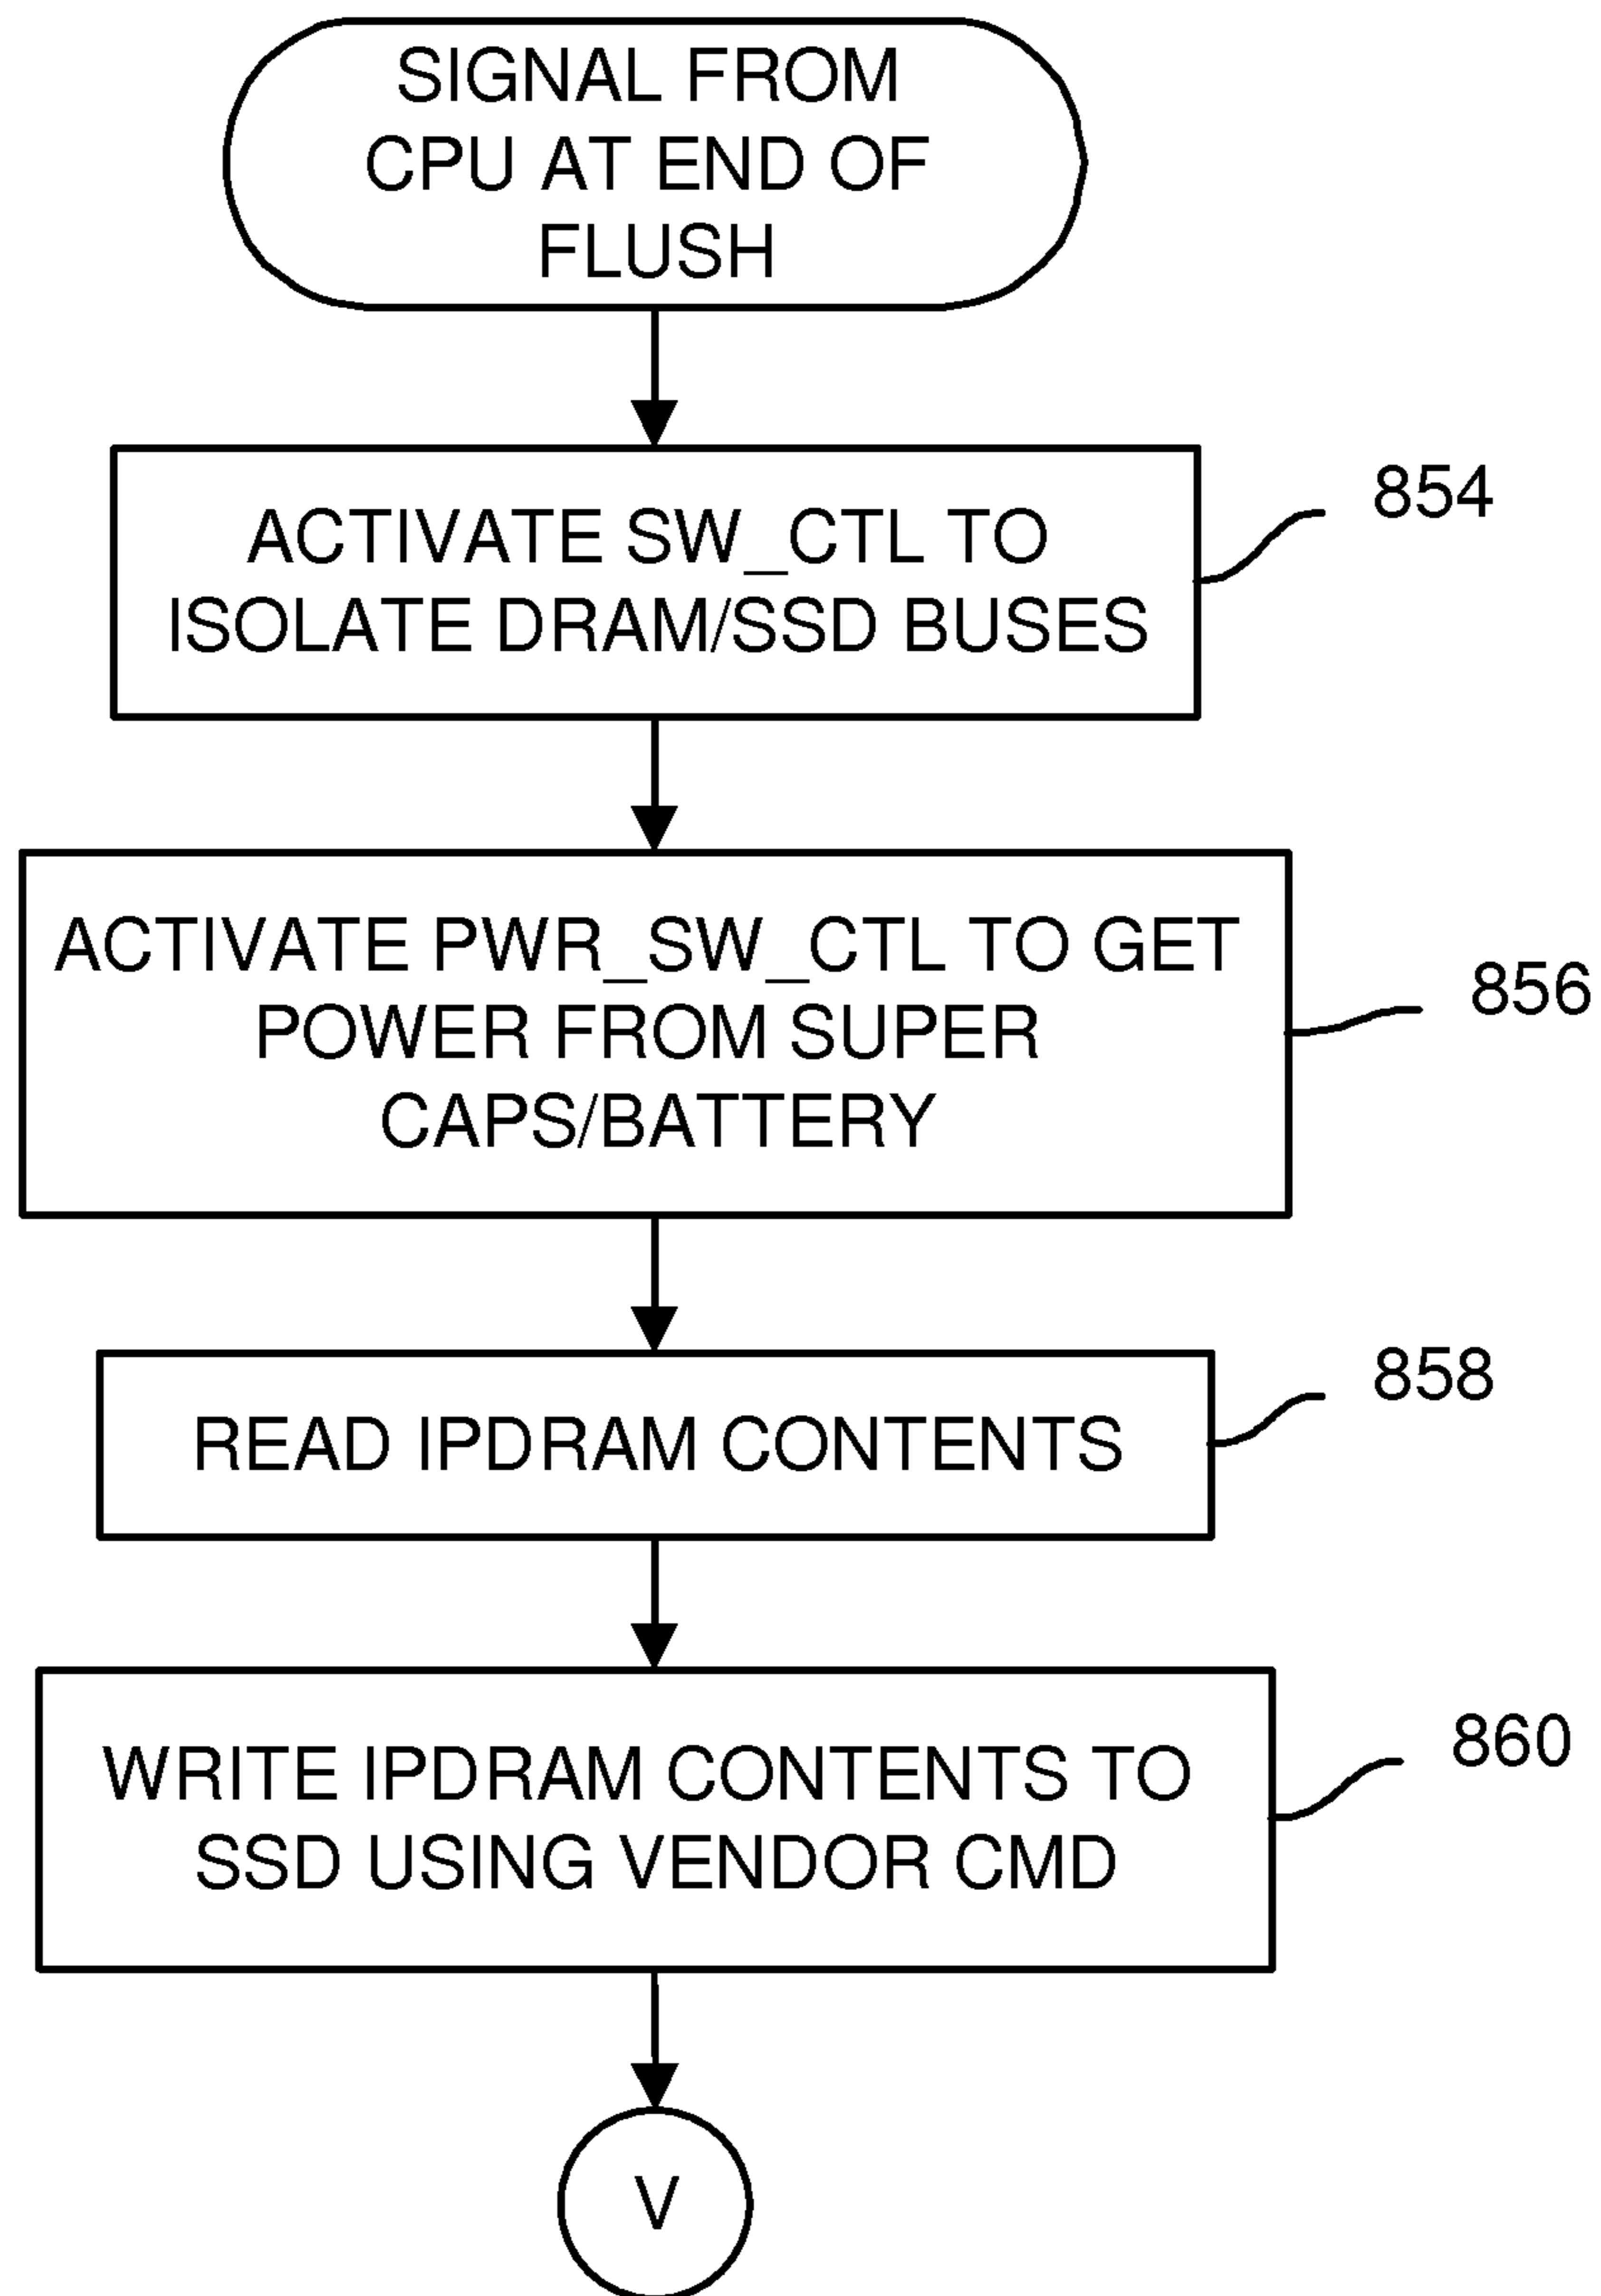 SIGNAL FROM
CPU AT END OF
FLUSH
ACTIVATE SW_CTL TO
ISOLATE DRAM/SSD BUSES
854
ACTIVATE PWR_SW_CTL TO GET
POWER FROM SUPER
CAPS/BATTERY
856
READ IPDRAM CONTENTS
858
WRITE IPDRAM CONTENTS TO
SSD USING VENDOR CMD
860
V